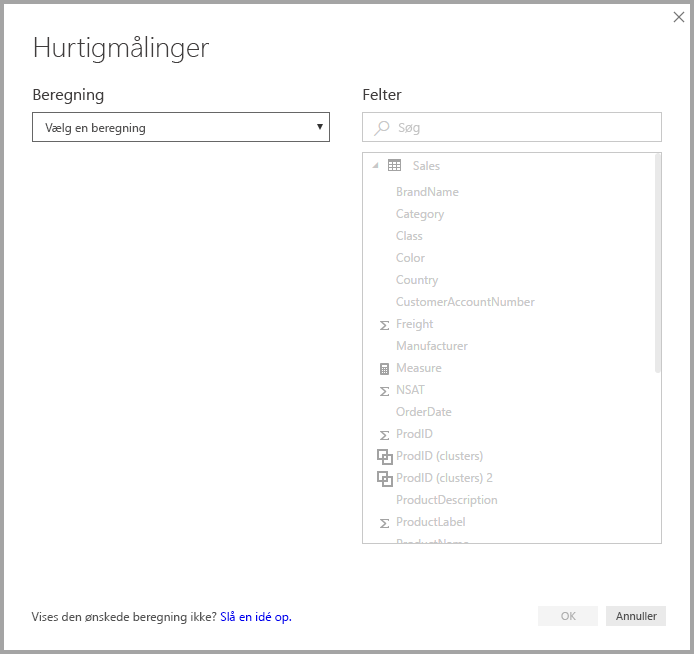 Hurtigmålinger
Beregning
Vælg en beregning
Felter
Søg
Sales
BrandName
Category
Class
Color
Country
CustomerAccountNumber
Freight
Manufacturer
Measure
NSAT
OrderDate
ProdID
ProdID (clusters)
ProdID (clusters) 2
ProductDescription
ProductLabel
ProductName
Vises den ønskede beregning ikke? Slå en idé op.
OK
Annuller